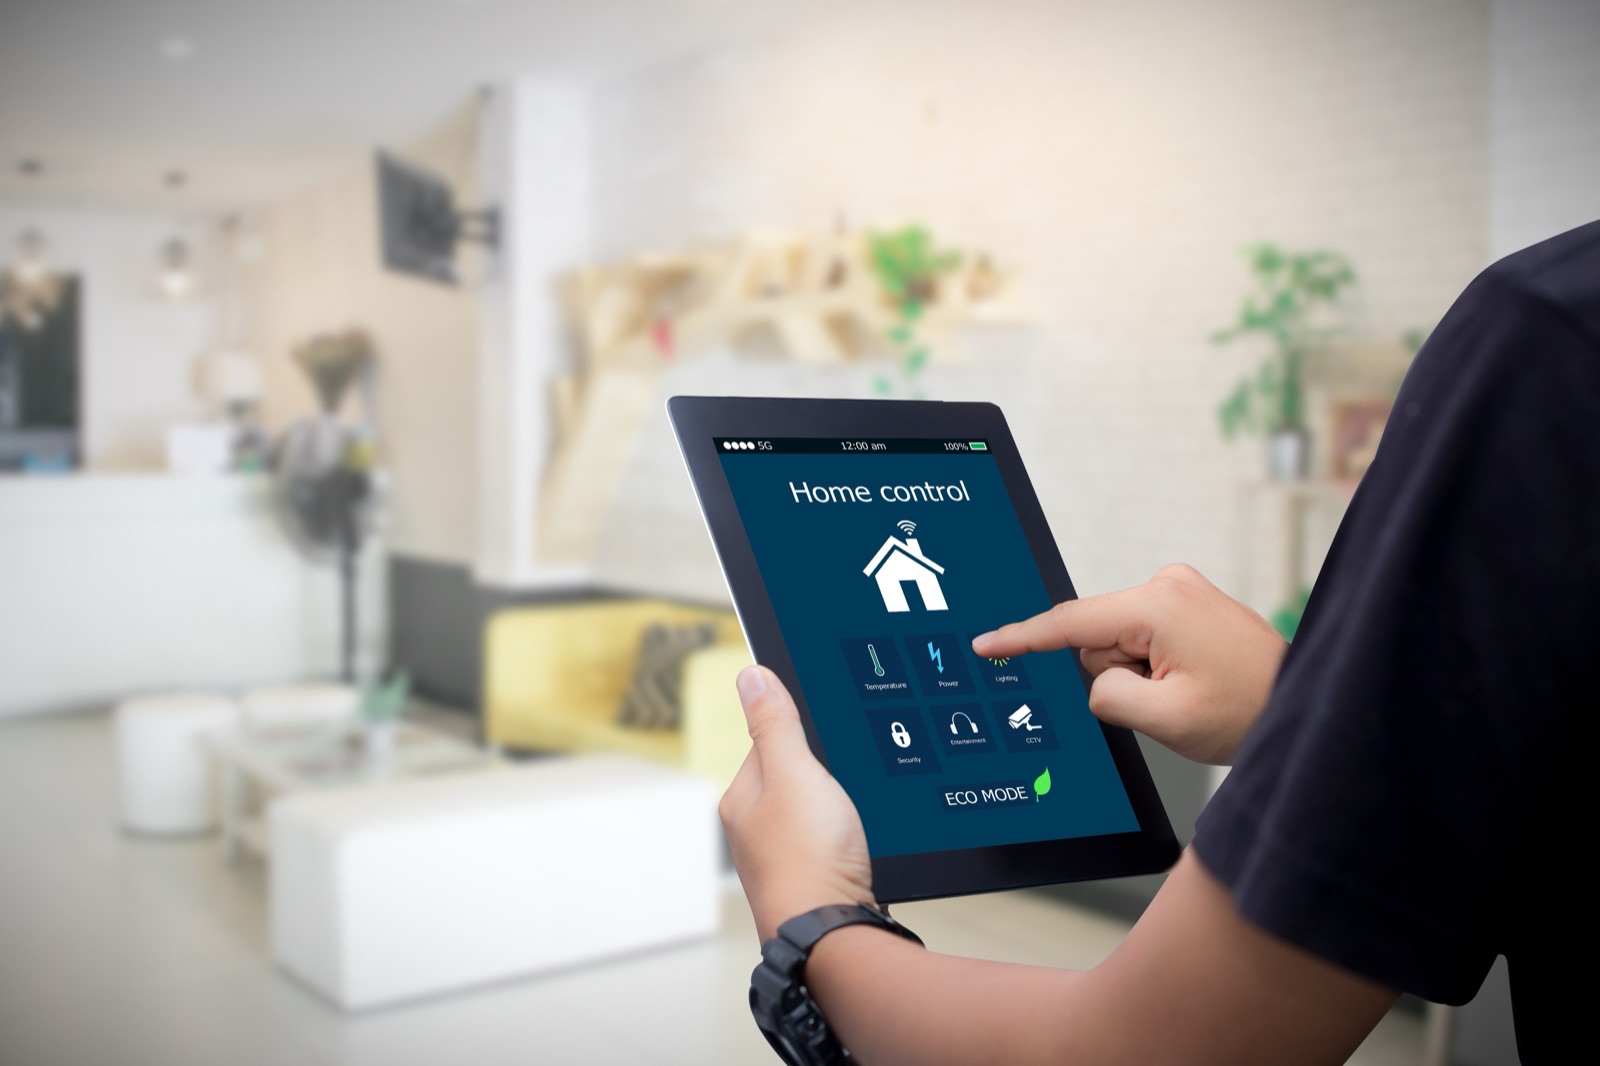 5G 12:00 am 100%
Home control
Temperature Power Lighting
Security Entertainment CCTV
ECO MODE